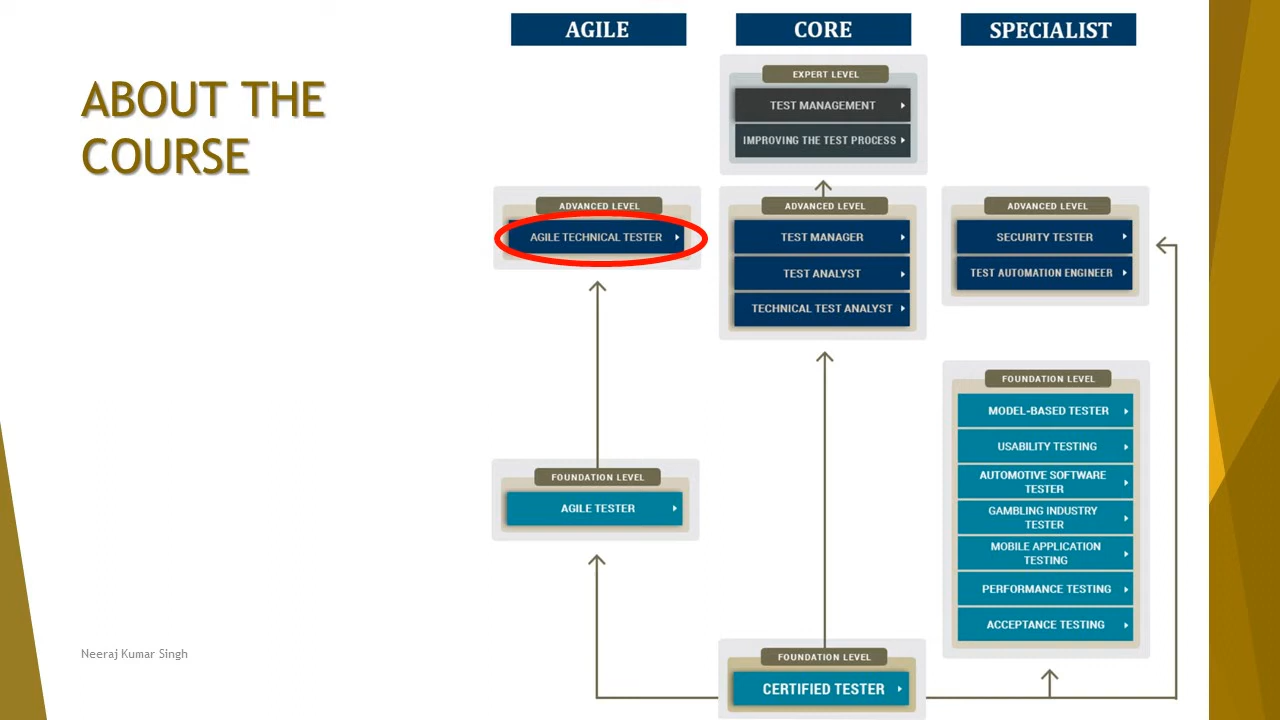 ABOUT THE
COURSE
AGILE
CORE
SPECIALIST
EXPERT LEVEL
TEST MANAGEMENT
IMPROVING THE TEST PROCESS
ADVANCED LEVEL
AGILE TECHNICAL TESTER
ADVANCED LEVEL
TEST MANAGER
TEST ANALYST
TECHNICAL TEST ANALYST
ADVANCED LEVEL
SECURITY TESTER
TEST AUTOMATION ENGINEER
FOUNDATION LEVEL
MODEL-BASED TESTER
USABILITY TESTING
AUTOMOTIVE SOFTWARE
TESTER
GAMBLING INDUSTRY
TESTER
MOBILE APPLICATION
TESTING
PERFORMANCE TESTING
ACCEPTANCE TESTING
FOUNDATION LEVEL
AGILE TESTER
FOUNDATION LEVEL
CERTIFIED TESTER
Neeraj Kumar Singh